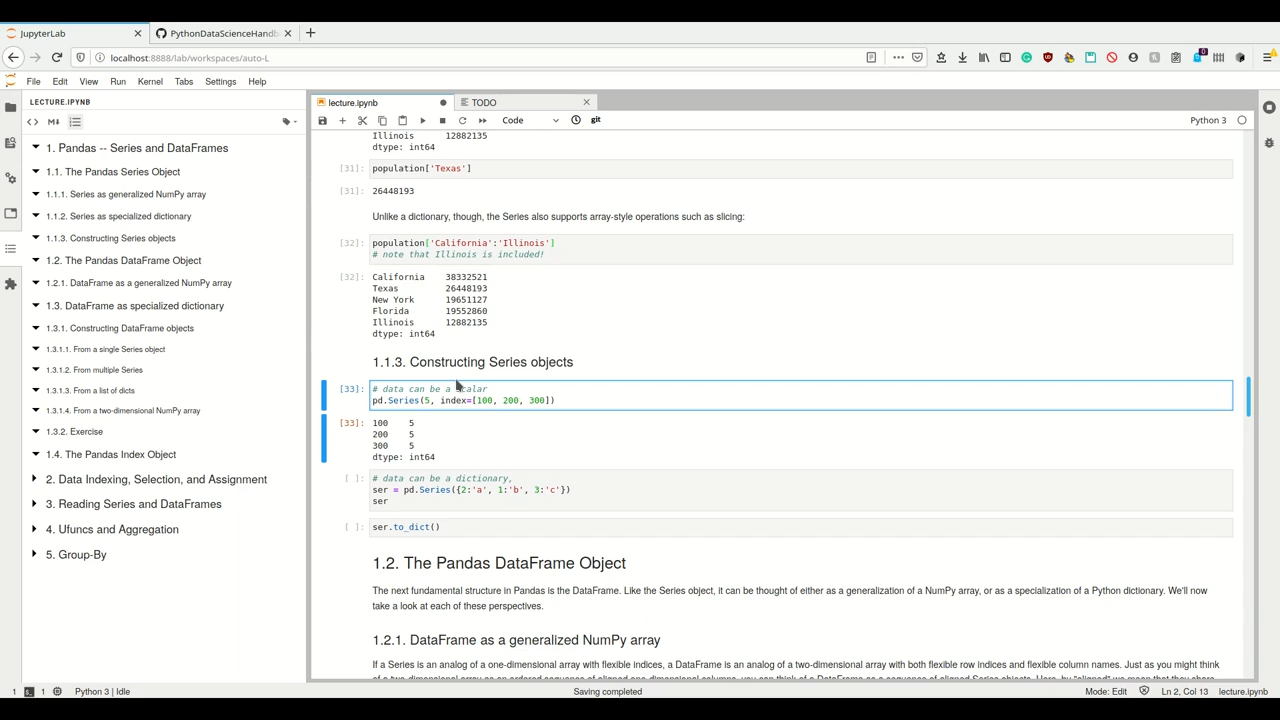 JupyterLab
PythonDataScienceHandb
localhost:8888/lab/workspaces/auto-L
File Edit View Run Kernel Tabs Settings Help
LECTURE.IPYNB
1. Pandas -- Series and DataFrames
1.1. The Pandas Series Object
1.1.1. Series as generalized NumPy array
1.1.2. Series as specialized dictionary
1.1.3. Constructing Series objects
1.2. The Pandas DataFrame Object
1.2.1. DataFrame as a generalized NumPy array
1.3. DataFrame as specialized dictionary
1.3.1. Constructing DataFrame objects
1.3.1.1. From a single Series object
1.3.1.2. From multiple Series
1.3.1.3. From a list of dicts
1.3.1.4. From a two-dimensional NumPy array
1.3.2. Exercise
1.4. The Pandas Index Object
2. Data Indexing, Selection, and Assignment
3. Reading Series and DataFrames
4. Ufuncs and Aggregation
5. Group-By
lecture.ipynb
TODO
Code
git
Python 3
Illinois 12882135
dtype: int64
[31]: population['Texas']
[31]: 26448193
Unlike a dictionary, though, the Series also supports array-style operations such as slicing:
[32]: population['California':'Illinois']
# note that Illinois is included!
[32]: California 38332521
Texas 26448193
New York 19651127
Florida 19552860
Illinois 12882135
dtype: int64
1.1.3. Constructing Series objects
[33]: # data can be a scalar
pd.Series(5, index=[100, 200, 300])
[33]: 100 5
200 5
300 5
dtype: int64
[ ]: # data can be a dictionary,
ser = pd.Series({2:'a', 1:'b', 3:'c'})
ser
[ ]: ser.to_dict()
1.2. The Pandas DataFrame Object
The next fundamental structure in Pandas is the DataFrame. Like the Series object, it can be thought of either as a generalization of a NumPy array, or as a specialization of a Python dictionary. We'll now
take a look at each of these perspectives.
1.2.1. DataFrame as a generalized NumPy array
If a Series is an analog of a one-dimensional array with flexible indices, a DataFrame is an analog of a two-dimensional array with both flexible row indices and flexible column names. Just as you might think
1 1 Python 3 | Idle
Saving completed
Mode: Edit Ln 2, Col 13 lecture.ipynb